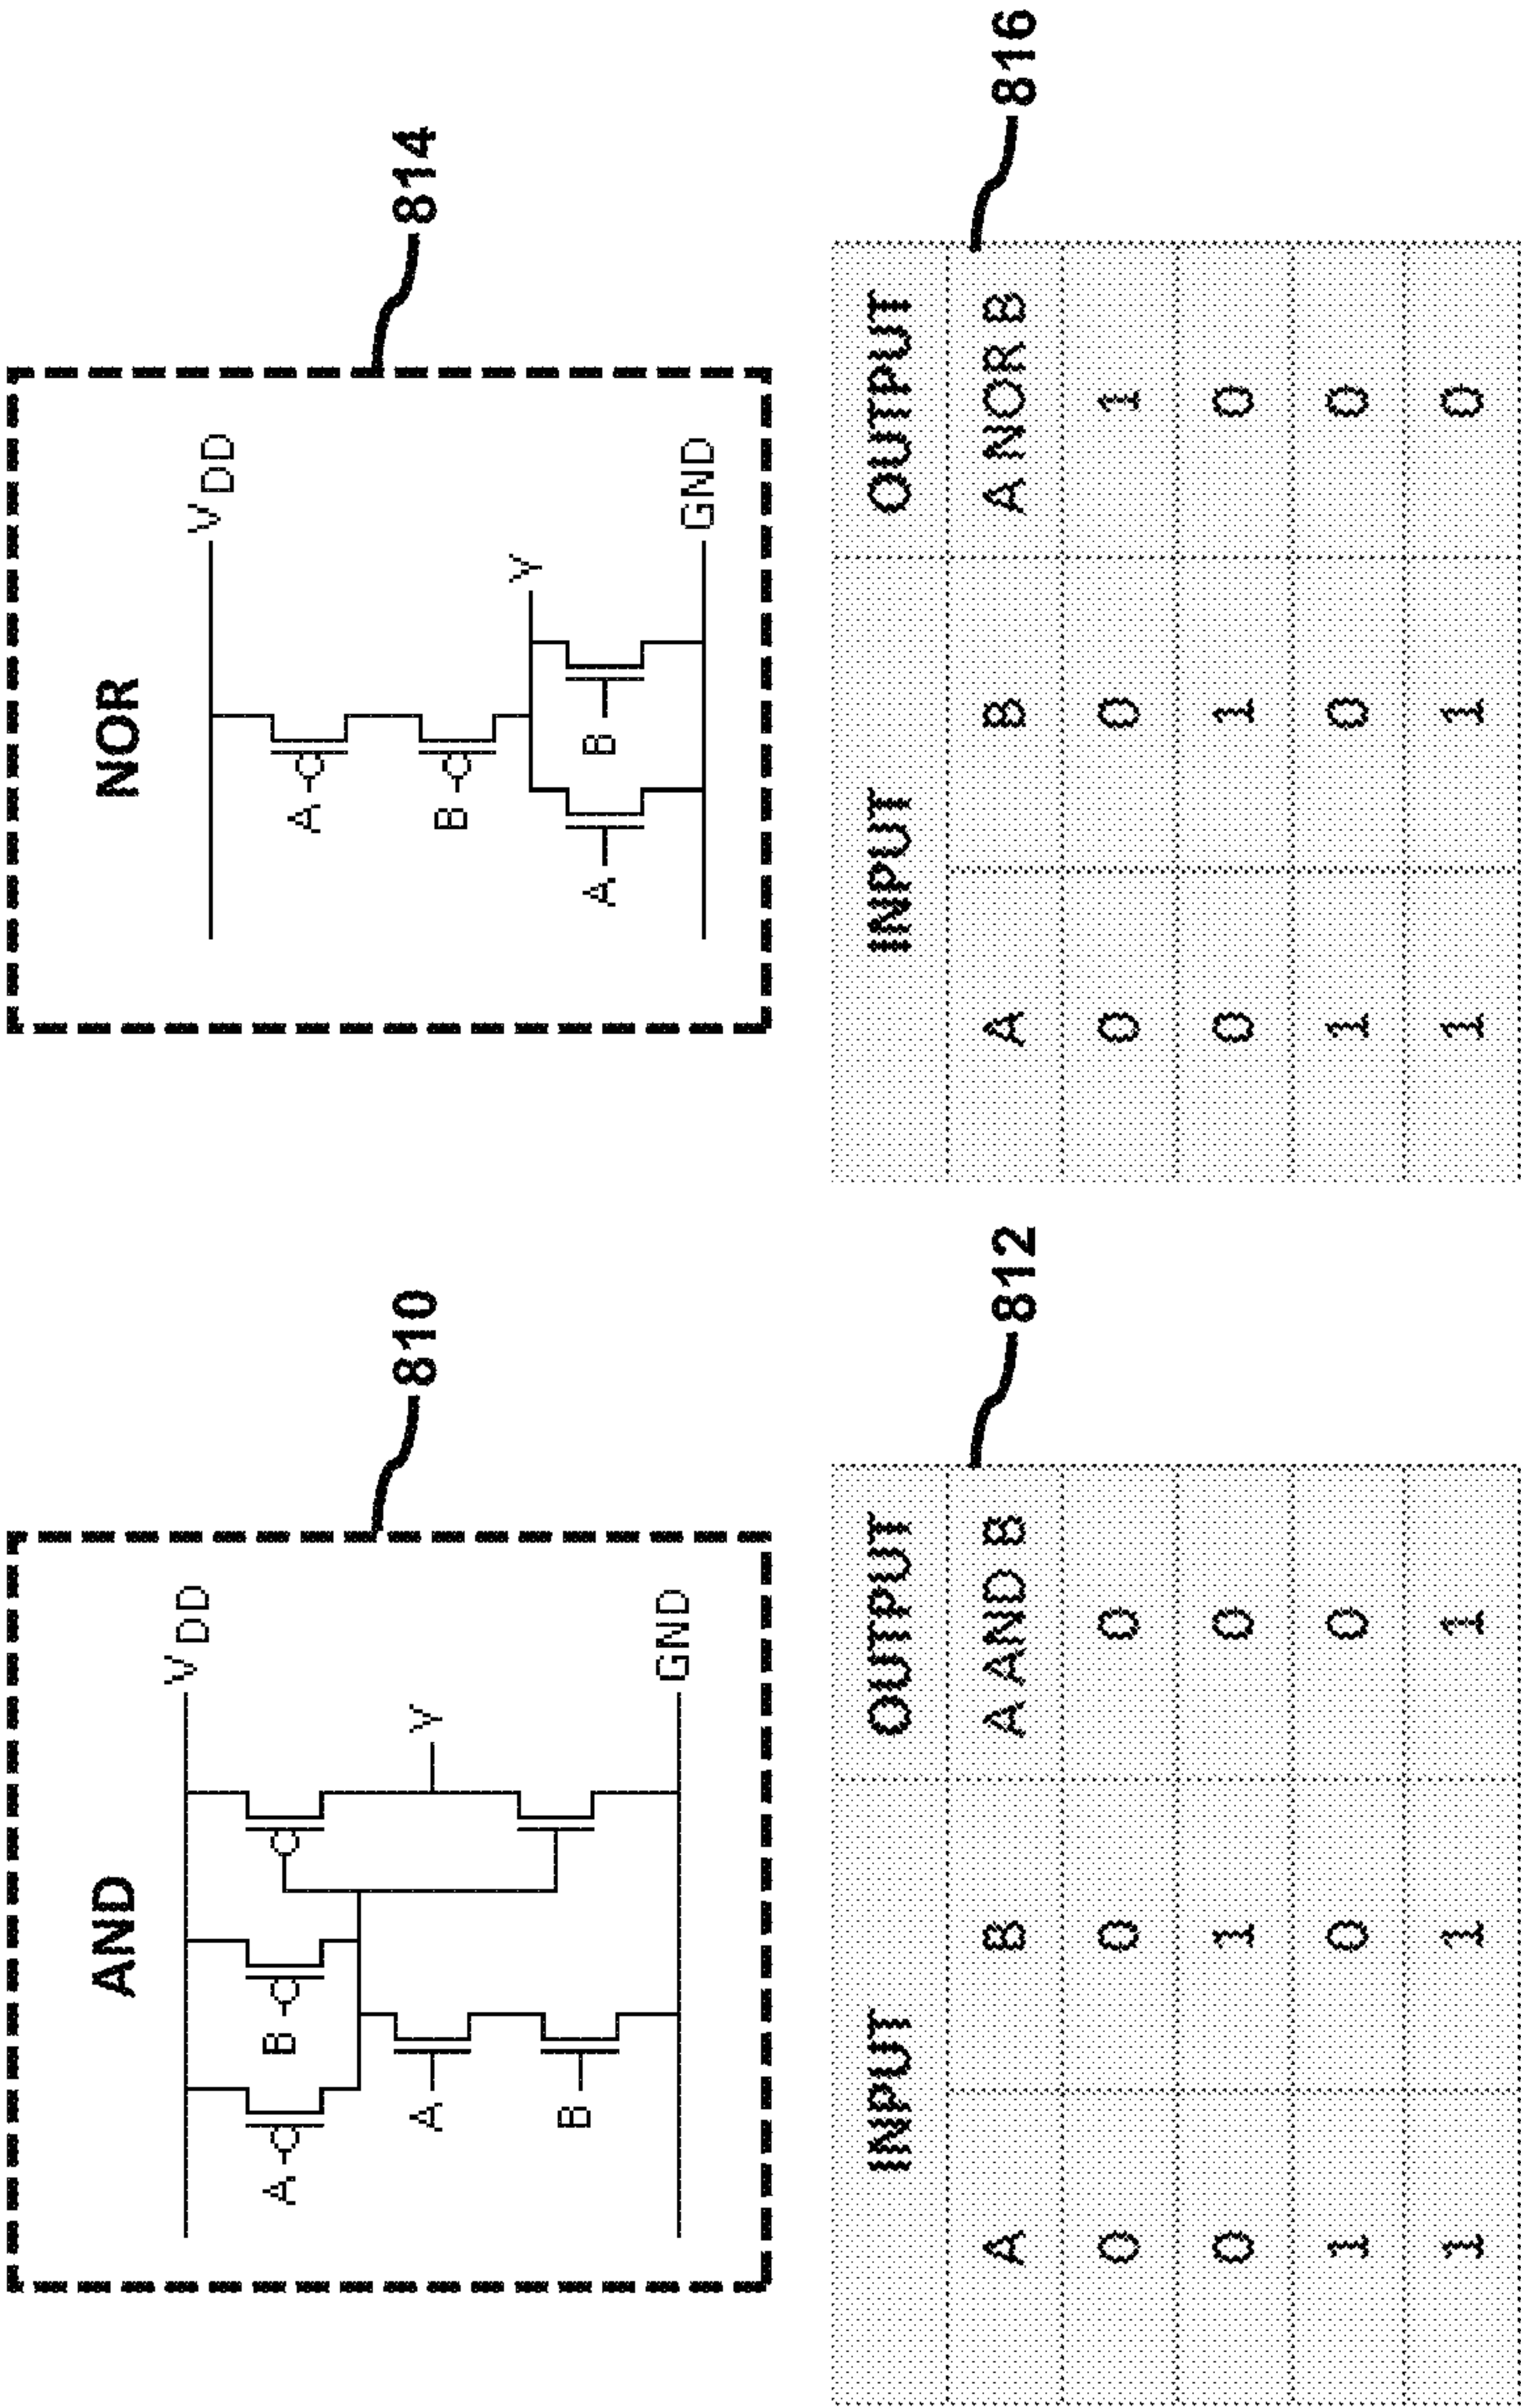 AND
V DD
A
B
A
B
Y
GND
810
NOR
V DD
A
B
A
B
Y
GND
814
INPUT OUTPUT
A B A AND B
0 0 0
0 1 0
1 0 0
1 1 1
812
INPUT OUTPUT
A B A NOR B
0 0 1
0 1 0
1 0 0
1 1 0
816